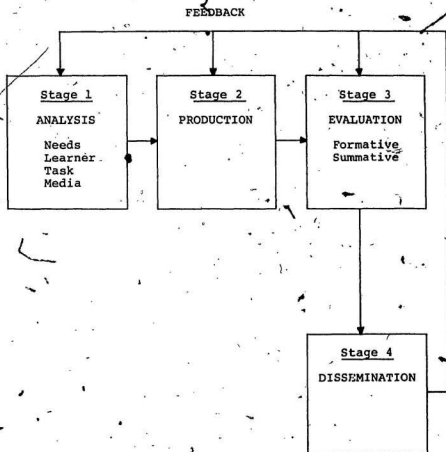 FEEDBACK
Stage 1
ANALYSIS
Needs
Learner
Task
Media
Stage 2
PRODUCTION
Stage 3
EVALUATION
Formative
Summative
Stage 4
DISSEMINATION